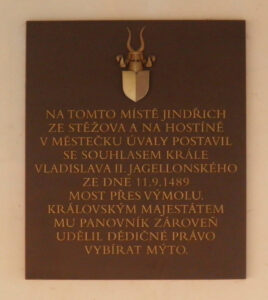 NA TOMTO MÍSTĚ JINDŘICH
ZE STĚŽOVA A NA HOSTÍNĚ
V MĚSTEČKU ÚVALY POSTAVIL
SE SOUHLASEM KRÁLE
VLADISLAVA II. JAGELLONSKÉHO
ZE DNE 11.9.1489
MOST PŘES VÝMOLU.
KRÁLOVSKÝM MAJESTÁTEM
MU PANOVNÍK ZÁROVEŇ
UDĚLIL DĚDIČNÉ PRÁVO
VYBÍRAT MÝTO.